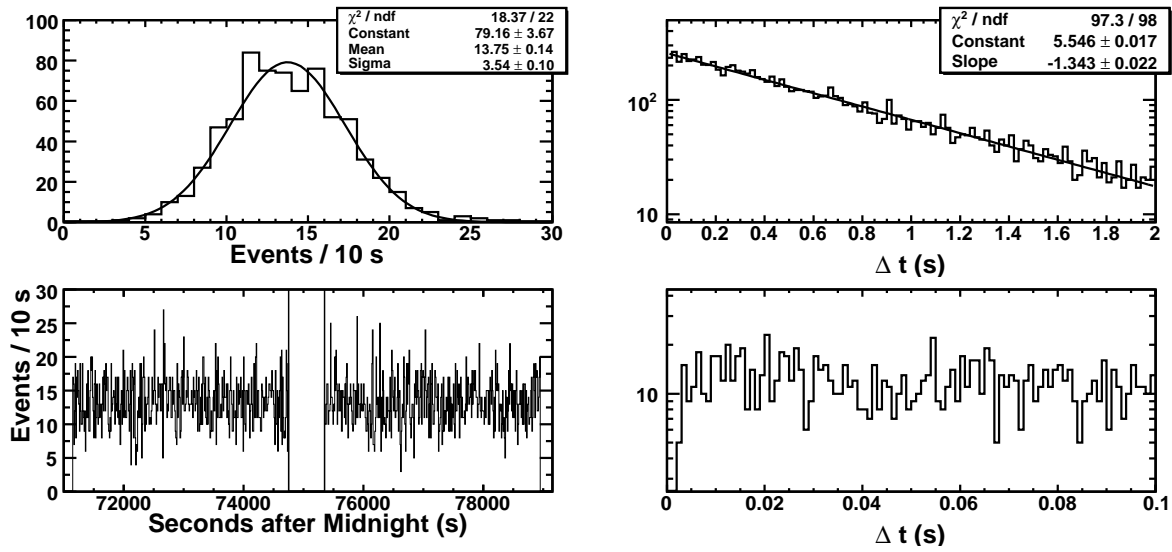 χ² / ndf 18.37 / 22
Constant 79.16 ± 3.67
Mean 13.75 ± 0.14
Sigma 3.54 ± 0.10
100
80
60
40
20
0
0 5 10 15 20 25 30
Events / 10 s
χ² / ndf 97.3 / 98
Constant 5.546 ± 0.017
Slope -1.343 ± 0.022
10²
10
0 0.2 0.4 0.6 0.8 1 1.2 1.4 1.6 1.8 2
Δ t (s)
Events / 10 s
30
25
20
15
10
5
0
72000 74000 76000 78000
Seconds after Midnight (s)
10
0 0.02 0.04 0.06 0.08 0.1
Δ t (s)